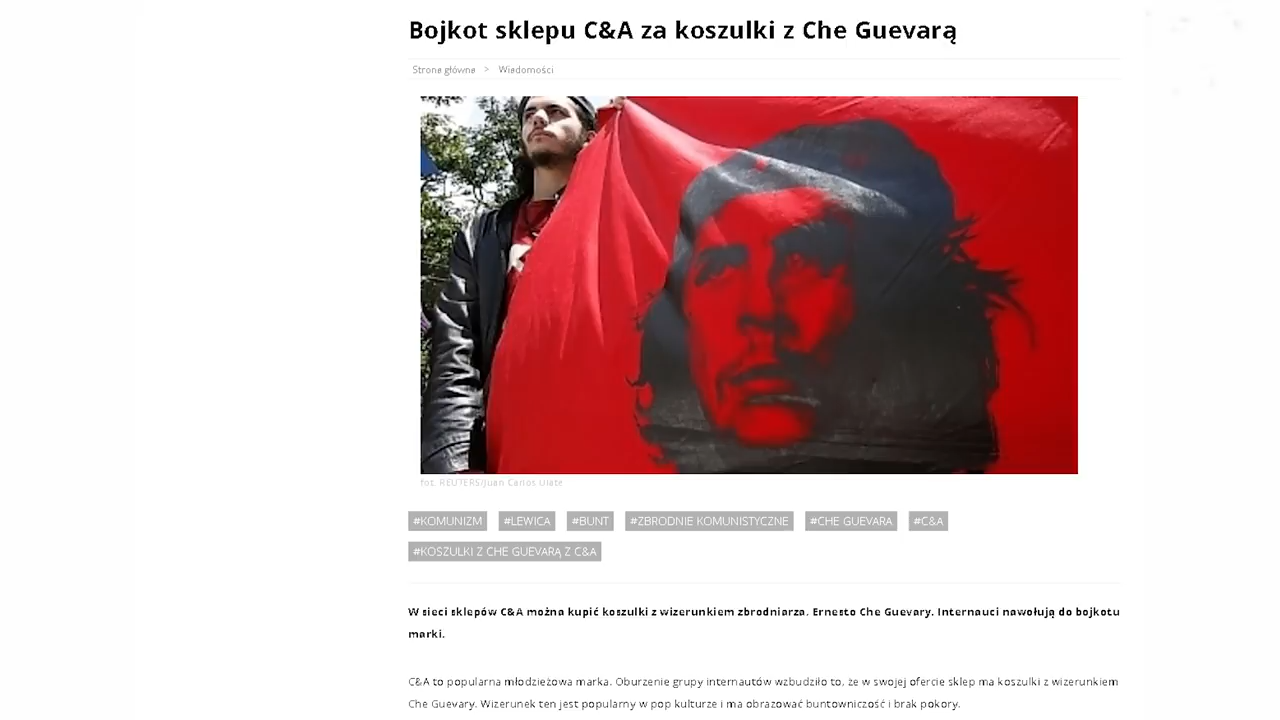 Bojkot sklepu C&A za koszulki z Che Guevarą
Strona główna > Wiadomości
fot. REUTERS/Juan Carlos Ulate
#KOMUNIZM #LEWICA #BUNT #ZBRODNIE KOMUNISTYCZNE #CHE GUEVARA #C&A
#KOSZULKI Z CHE GUEVARĄ Z C&A
W sieci sklepów C&A można kupić koszulki z wizerunkiem zbrodniarza. Ernesto Che Guevary. Internauci nawołują do bojkotu
marki.
C&A to popularna młodzieżowa marka. Oburzenie grupy internautów wzbudziło to, że w swojej ofercie sklep ma koszulki z wizerunkiem
Che Guevary. Wizerunek ten jest popularny w pop kulturze i ma obrazować buntowniczość i brak pokory.